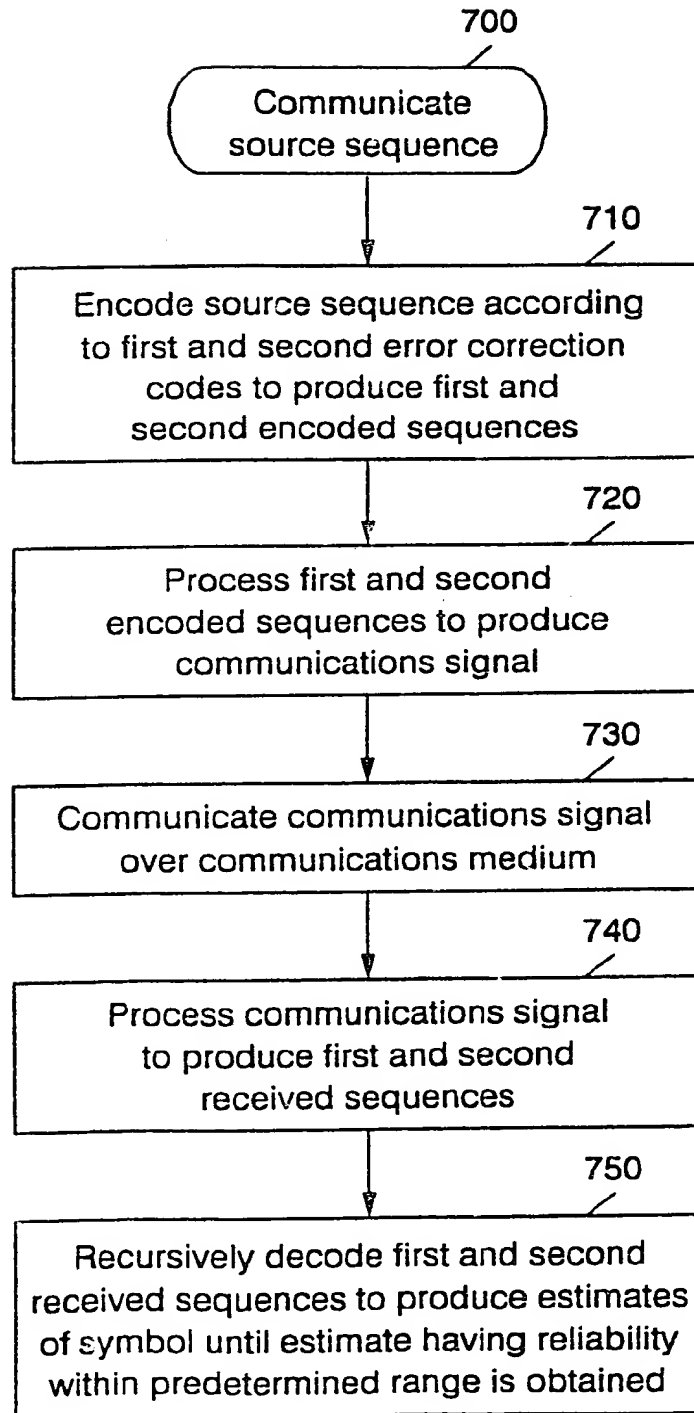 700
Communicate
source sequence
710
Encode source sequence according
to first and second error correction
codes to produce first and
second encoded sequences
720
Process first and second
encoded sequences to produce
communications signal
730
Communicate communications signal
over communications medium
740
Process communications signal
to produce first and second
received sequences
750
Recursively decode first and second
received sequences to produce estimates
of symbol until estimate having reliability
within predetermined range is obtained